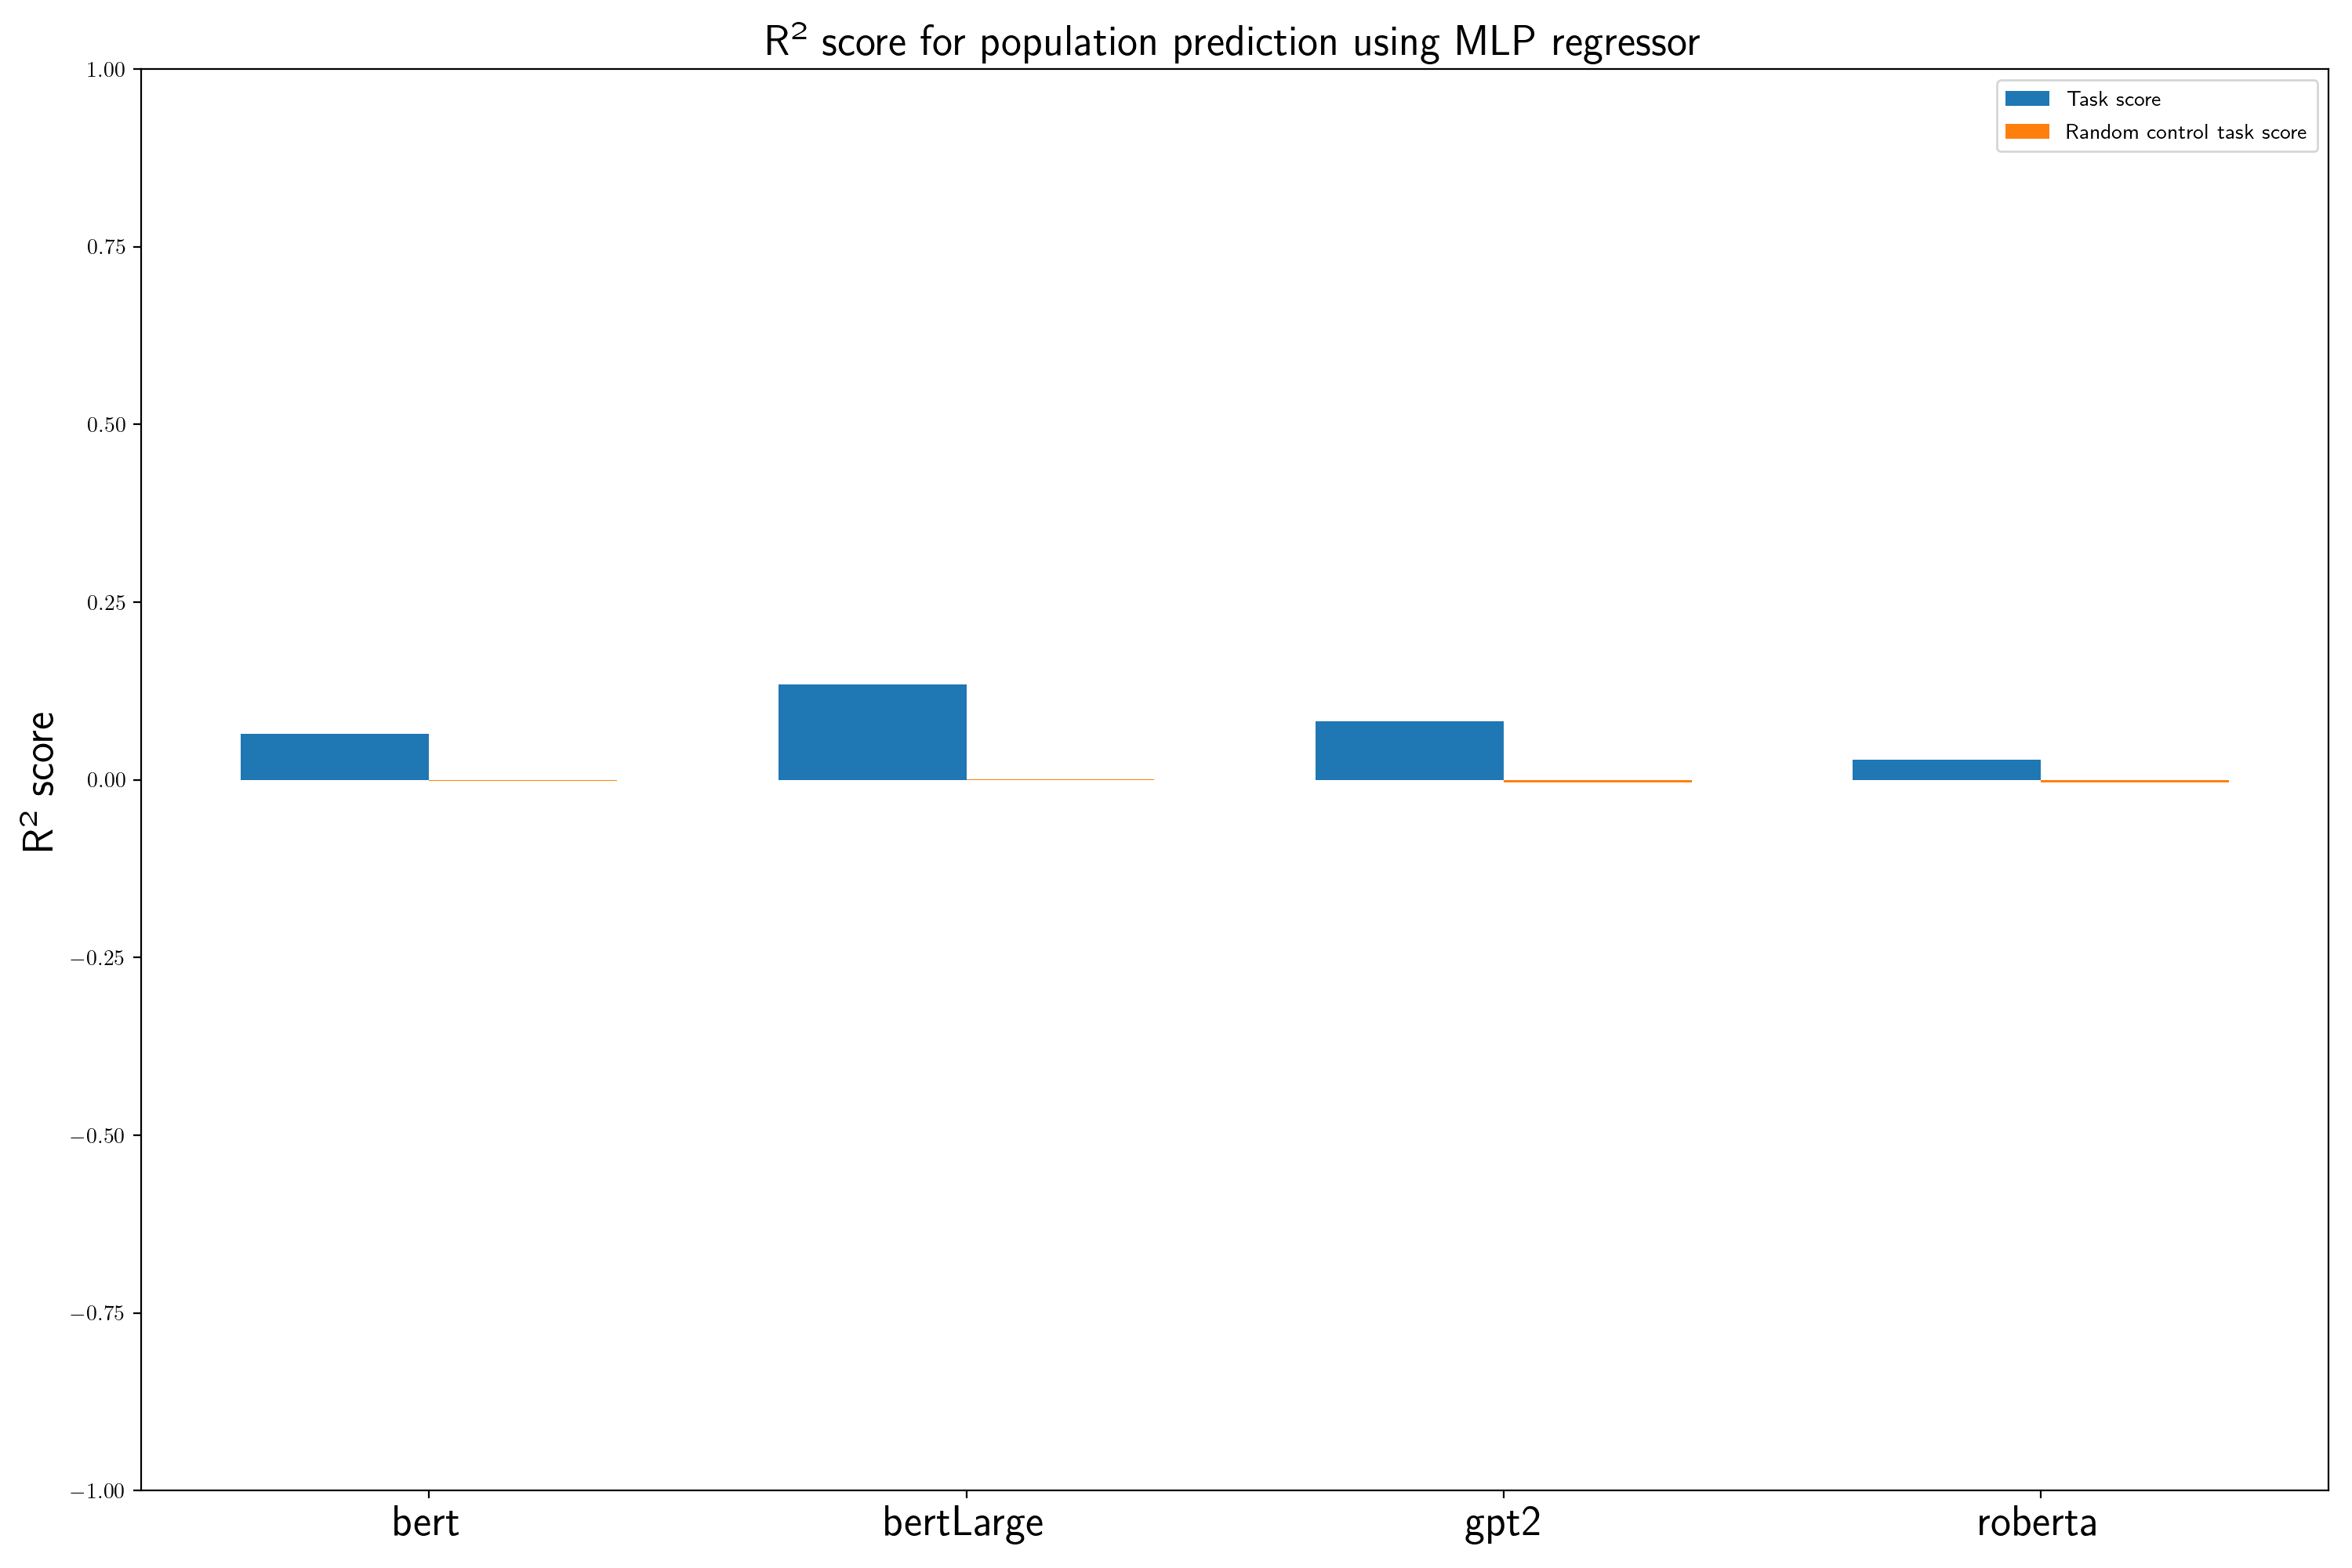 R² score for population prediction using MLP regressor
Task score
Random control task score
R² score
1.00
0.75
0.50
0.25
0.00
−0.25
−0.50
−0.75
−1.00
bert
bertLarge
gpt2
roberta